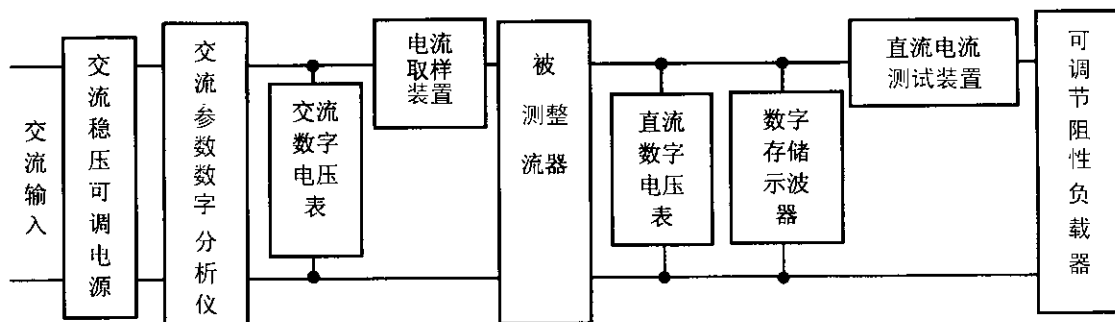 交流输入
交流稳压可调电源
交流参数数字分析仪
交流
数字
电压
表
电流
取样
装置
被
测整
流器
直流
数字
电压
表
数字
存储
示波
器
直流电流
测试装置
可调节阻性负载器